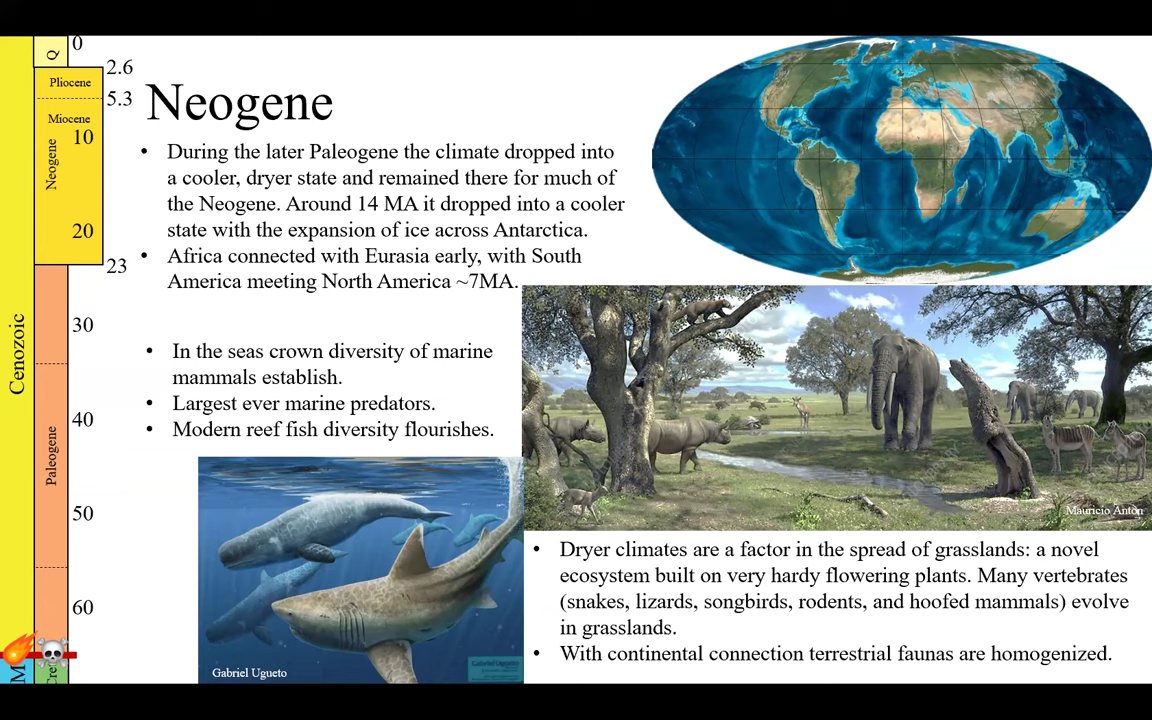 Q
0
2.6
Pliocene
5.3
Miocene
10
Neogene
20
23
30
Cenozoic
40
Paleogene
50
60
M
Cre
Neogene
• During the later Paleogene the climate dropped into
a cooler, dryer state and remained there for much of
the Neogene. Around 14 MA it dropped into a cooler
state with the expansion of ice across Antarctica.
• Africa connected with Eurasia early, with South
America meeting North America ~7MA.
• In the seas crown diversity of marine
mammals establish.
• Largest ever marine predators.
• Modern reef fish diversity flourishes.
Gabriel Ugueto
Gabriel Ugueto
Mauricio Antón
• Dryer climates are a factor in the spread of grasslands: a novel
ecosystem built on very hardy flowering plants. Many vertebrates
(snakes, lizards, songbirds, rodents, and hoofed mammals) evolve
in grasslands.
• With continental connection terrestrial faunas are homogenized.